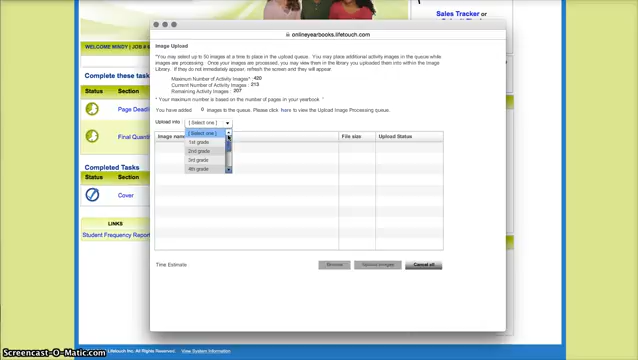 Sales Tracker or
onlineyearbooks.lifetouch.com
WELCOME MINDY | JOB #
Image Upload
*You may select up to 50 images at a time to place in the upload queue. You may place additional activity images in the queue
while images are processing. Once your images are processed, you may view them in the library you uploaded them into within the Image
Library. If they do not immediately appear refresh the screen and they will appear
Maximum Number of Activity Images* : 420
Current Number of Activity Images : 213
Remaining Activity Images : 207
* Your maximum number is based on the number of pages in your yearbook *
You have added 0 images to the queue. Please click here to view the Upload Image Processing queue.
Upload into [ Select one ]
[ Select one ]
1st grade
2nd grade
3rd grade
4th grade
Image name
File size
Upload Status
Time Estimate
Browse
Upload Images
Cancel all
Complete these task
Status
Page Deadline
Final Quantit
Completed Tasks
Status
Task
Cover
LINKS
Student Frequency Report
Lifetouch Inc. All Rights Reserved.
View System Information
Screencast-O-Matic.com